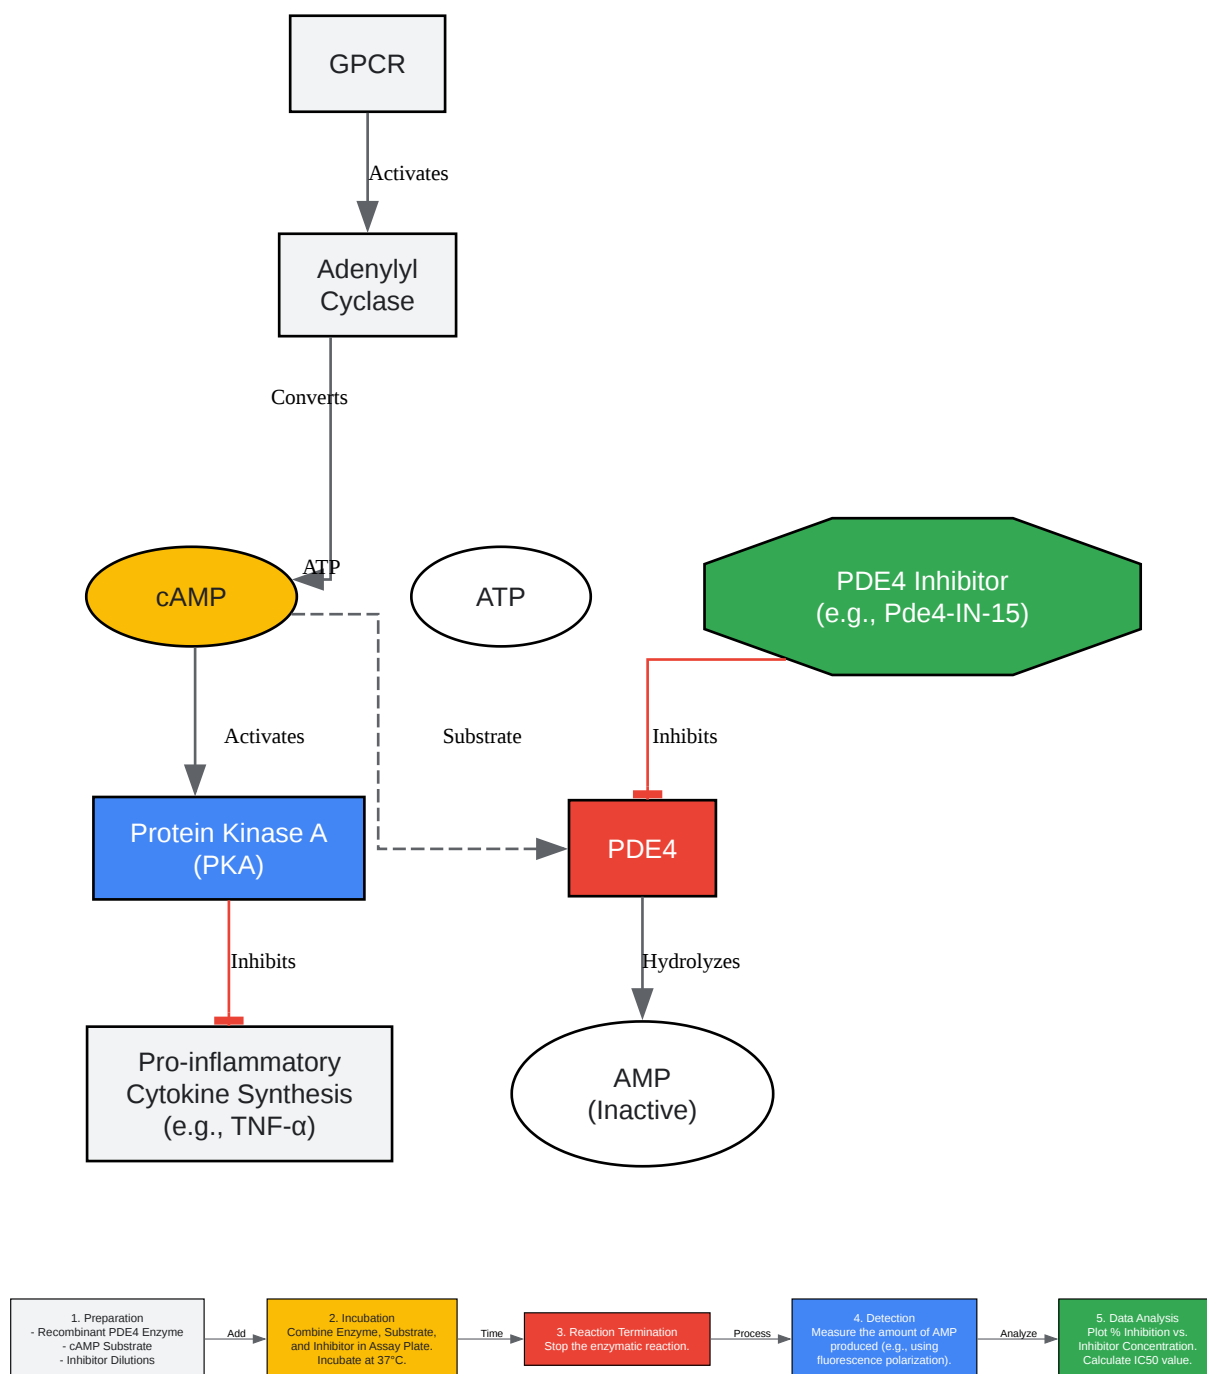 GPCR
Activates
Adenylyl
Cyclase
Converts
ATP
cAMP
ATP
PDE4 Inhibitor
(e.g., Pde4-IN-15)
Activates
Substrate
Inhibits
Protein Kinase A
(PKA)
PDE4
Inhibits
Hydrolyzes
Pro-inflammatory
Cytokine Synthesis
(e.g., TNF-α)
AMP
(Inactive)
1. Preparation
- Recombinant PDE4 Enzyme
- cAMP Substrate
- Inhibitor Dilutions
Add
2. Incubation
Combine Enzyme, Substrate,
and Inhibitor in Assay Plate.
Incubate at 37°C.
Time
3. Reaction Termination
Stop the enzymatic reaction.
Process
4. Detection
Measure the amount of AMP
produced (e.g., using
fluorescence polarization).
Analyze
5. Data Analysis
Plot % Inhibition vs.
Inhibitor Concentration.
Calculate IC50 value.